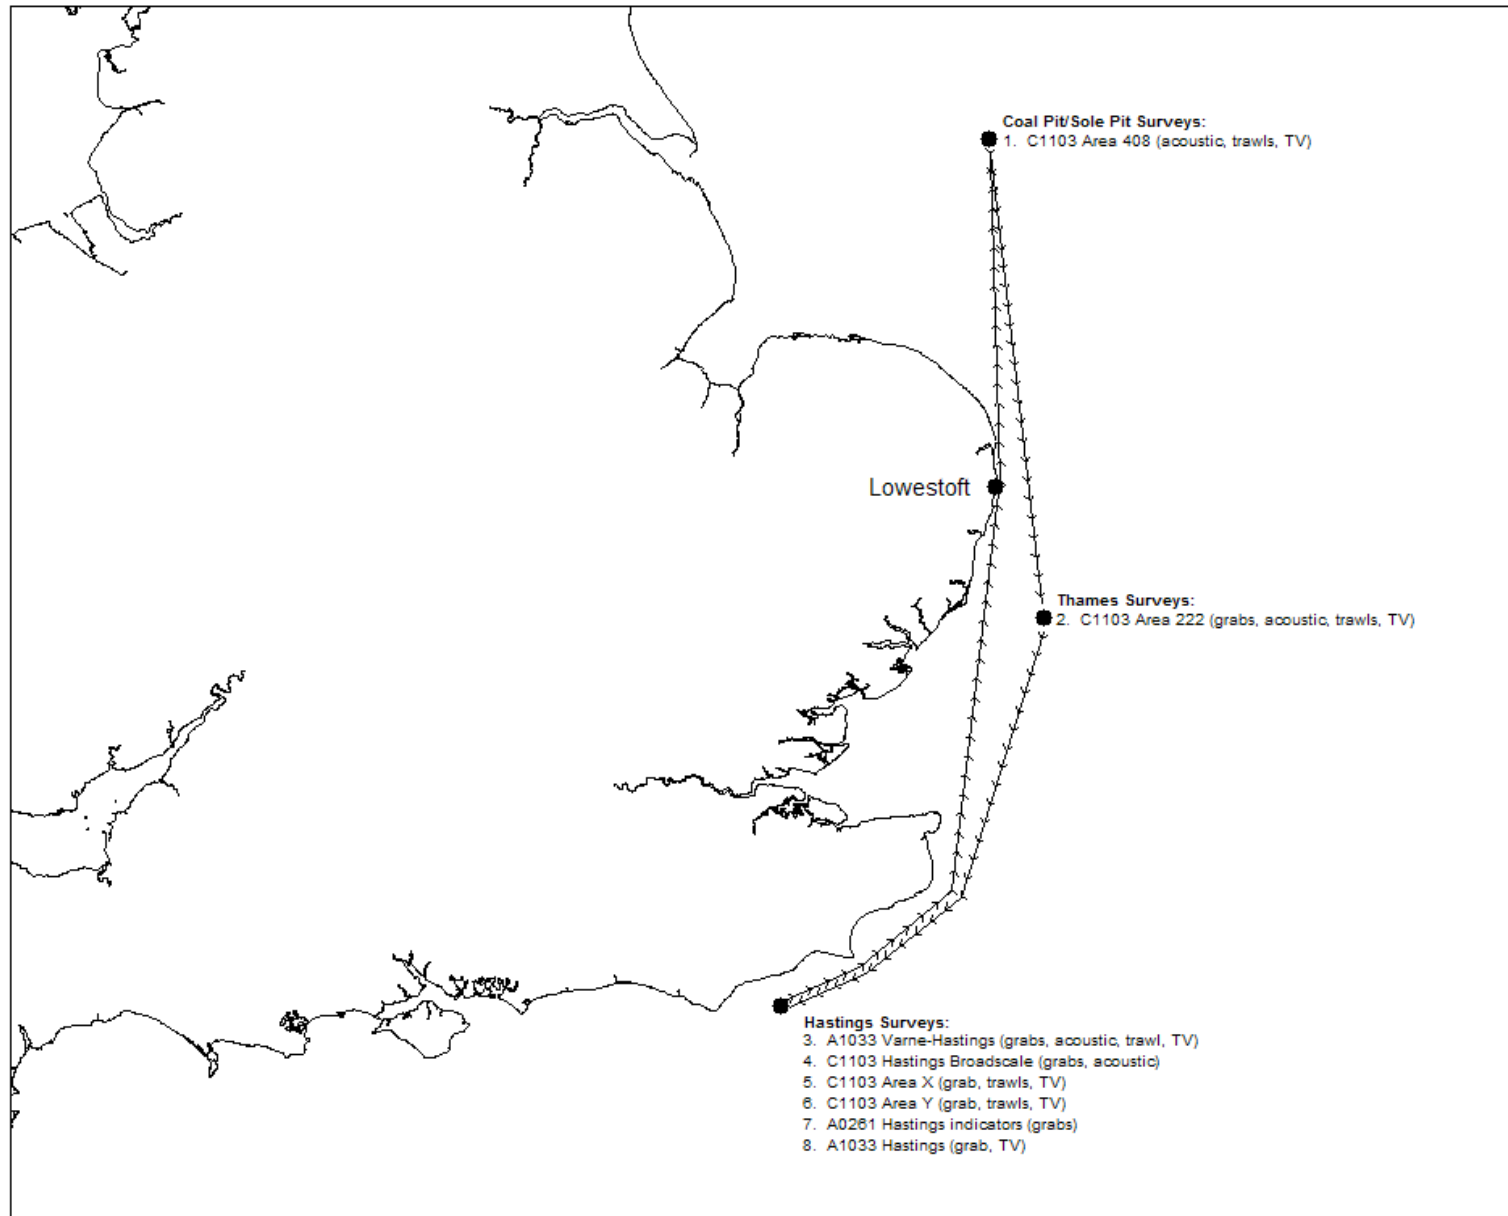 Coal Pit/Sole Pit Surveys:
1. C1103 Area 408 (acoustic, trawls, TV)
Lowestoft
Thames Surveys:
2. C1103 Area 222 (grabs, acoustic, trawls, TV)
Hastings Surveys:
3. A1033 Varne-Hastings (grabs, acoustic, trawl, TV)
4. C1103 Hastings Broadscale (grabs, acoustic)
5. C1103 Area X (grab, trawls, TV)
6. C1103 Area Y (grab, trawls, TV)
7. A0261 Hastings indicators (grabs)
8. A1033 Hastings (grab, TV)